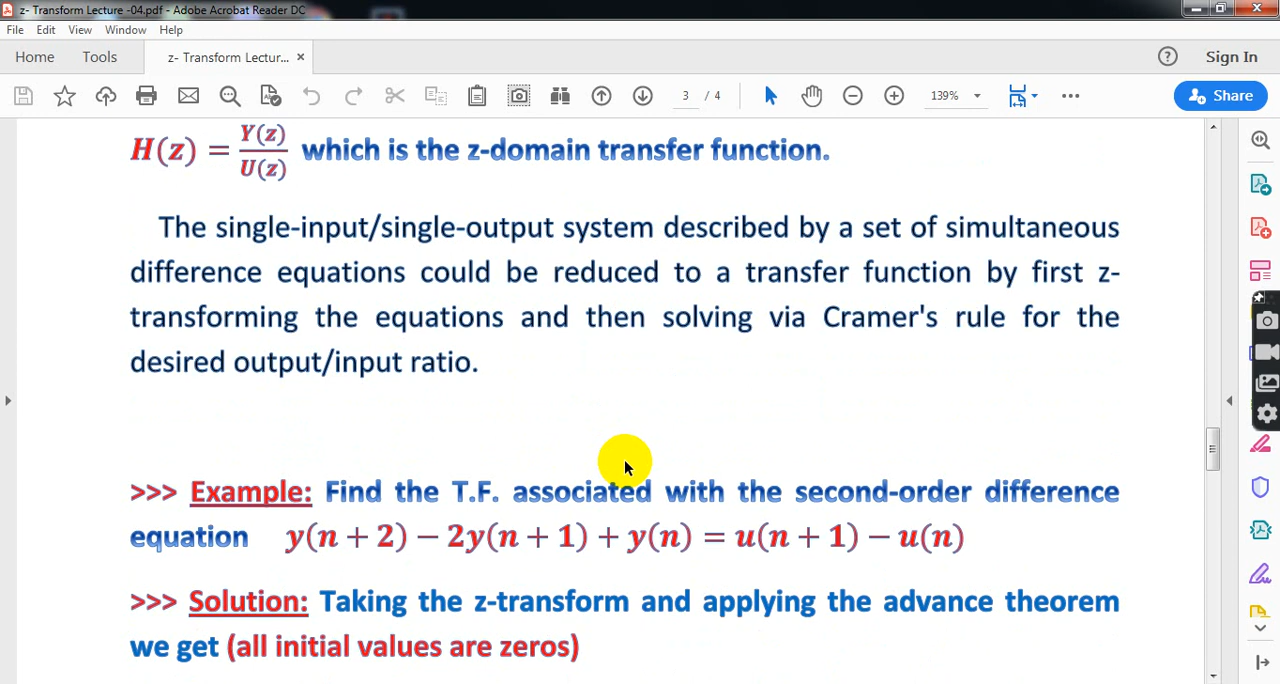 z- Transform Lecture -04.pdf - Adobe Acrobat Reader DC
File Edit View Window Help
Home Tools z- Transform Lectur... × ? Sign In
3 / 4 139% Share
H(z) = Y(z)/U(z) which is the z-domain transfer function.
The single-input/single-output system described by a set of simultaneous
difference equations could be reduced to a transfer function by first z-
transforming the equations and then solving via Cramer's rule for the
desired output/input ratio.
>>> Example: Find the T.F. associated with the second-order difference
equation y(n + 2) − 2y(n + 1) + y(n) = u(n + 1) − u(n)
>>> Solution: Taking the z-transform and applying the advance theorem
we get (all initial values are zeros)